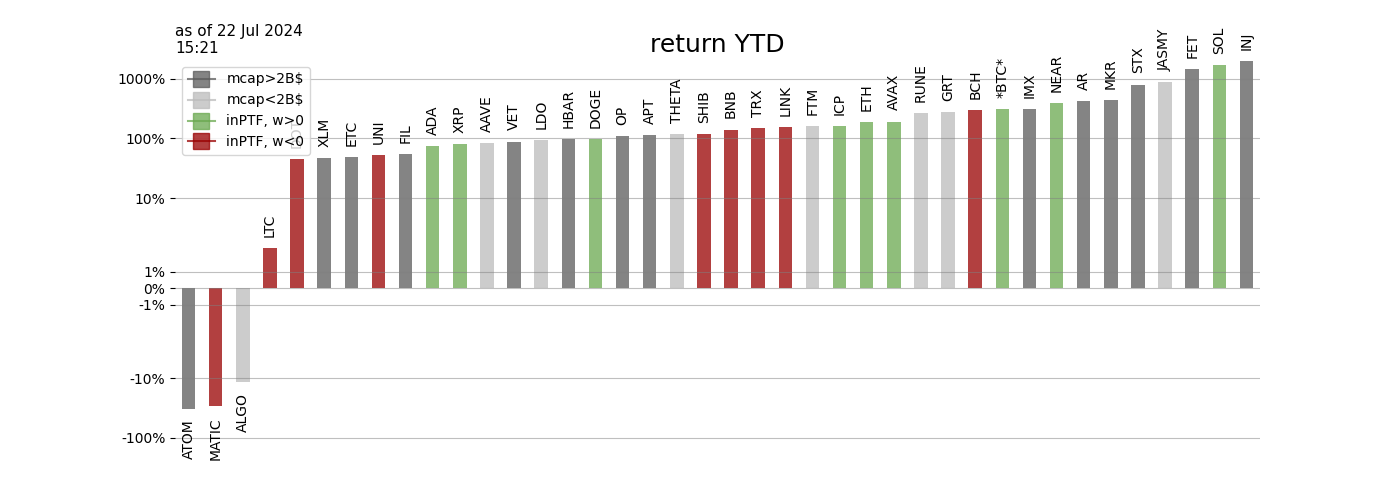 as of 22 Jul 2024
15:21
return YTD
mcap>2B$
mcap<2B$
inPTF, w>0
inPTF, w<0
1000%
100%
10%
1%
0%
-1%
-10%
-100%
ATOM
MATIC
ALGO
LTC
XLM
ETC
UNI
FIL
ADA
XRP
AAVE
VET
LDO
HBAR
DOGE
OP
APT
THETA
SHIB
BNB
TRX
LINK
FTM
ICP
ETH
AVAX
RUNE
GRT
BCH
*BTC*
IMX
NEAR
AR
MKR
STX
JASMY
FET
SOL
INJ